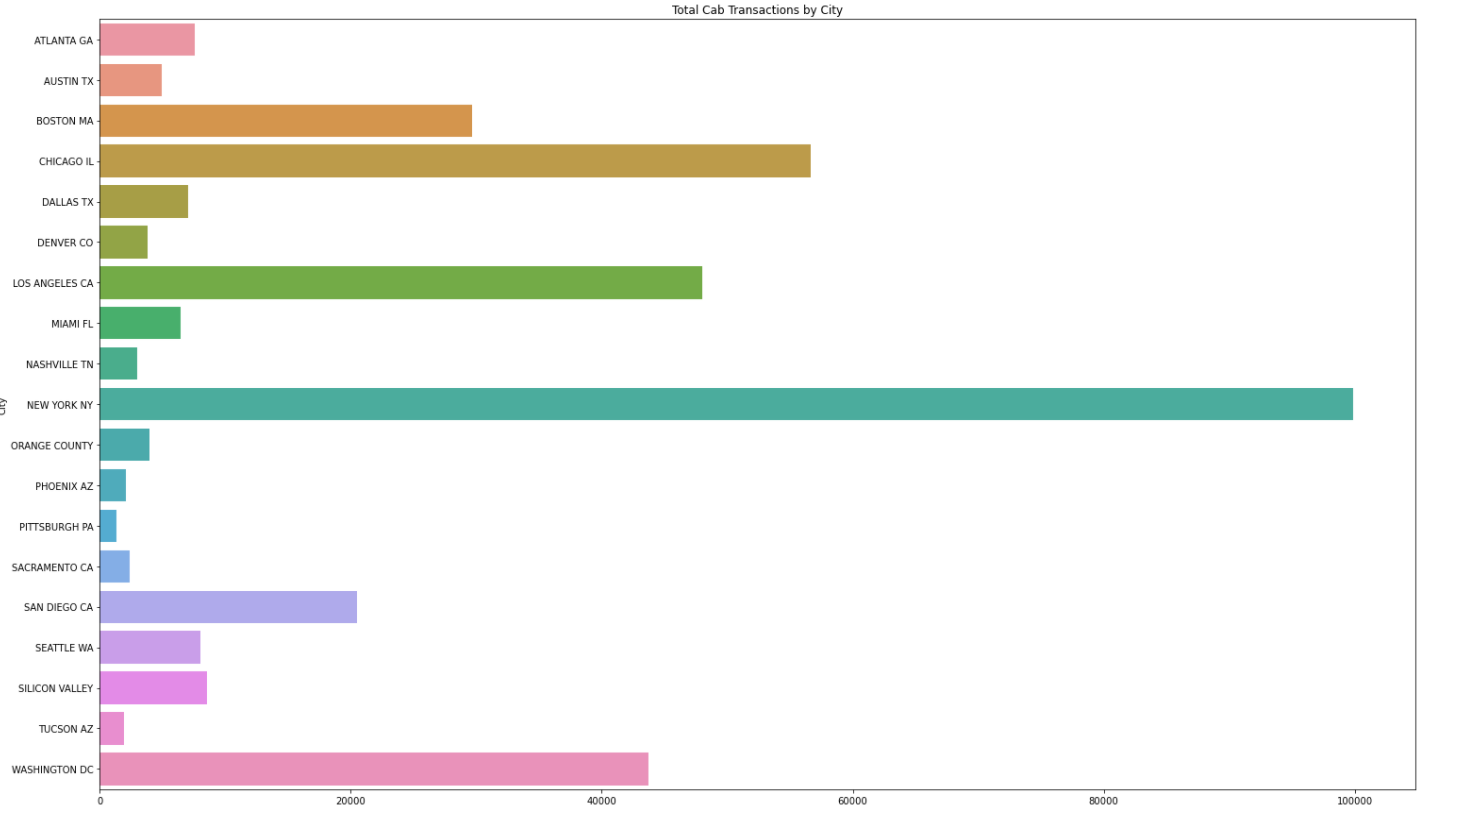 Total Cab Transactions by City
ATLANTA GA
AUSTIN TX
BOSTON MA
CHICAGO IL
DALLAS TX
DENVER CO
LOS ANGELES CA
MIAMI FL
NASHVILLE TN
NEW YORK NY
City
ORANGE COUNTY
PHOENIX AZ
PITTSBURGH PA
SACRAMENTO CA
SAN DIEGO CA
SEATTLE WA
SILICON VALLEY
TUCSON AZ
WASHINGTON DC
0 20000 40000 60000 80000 100000